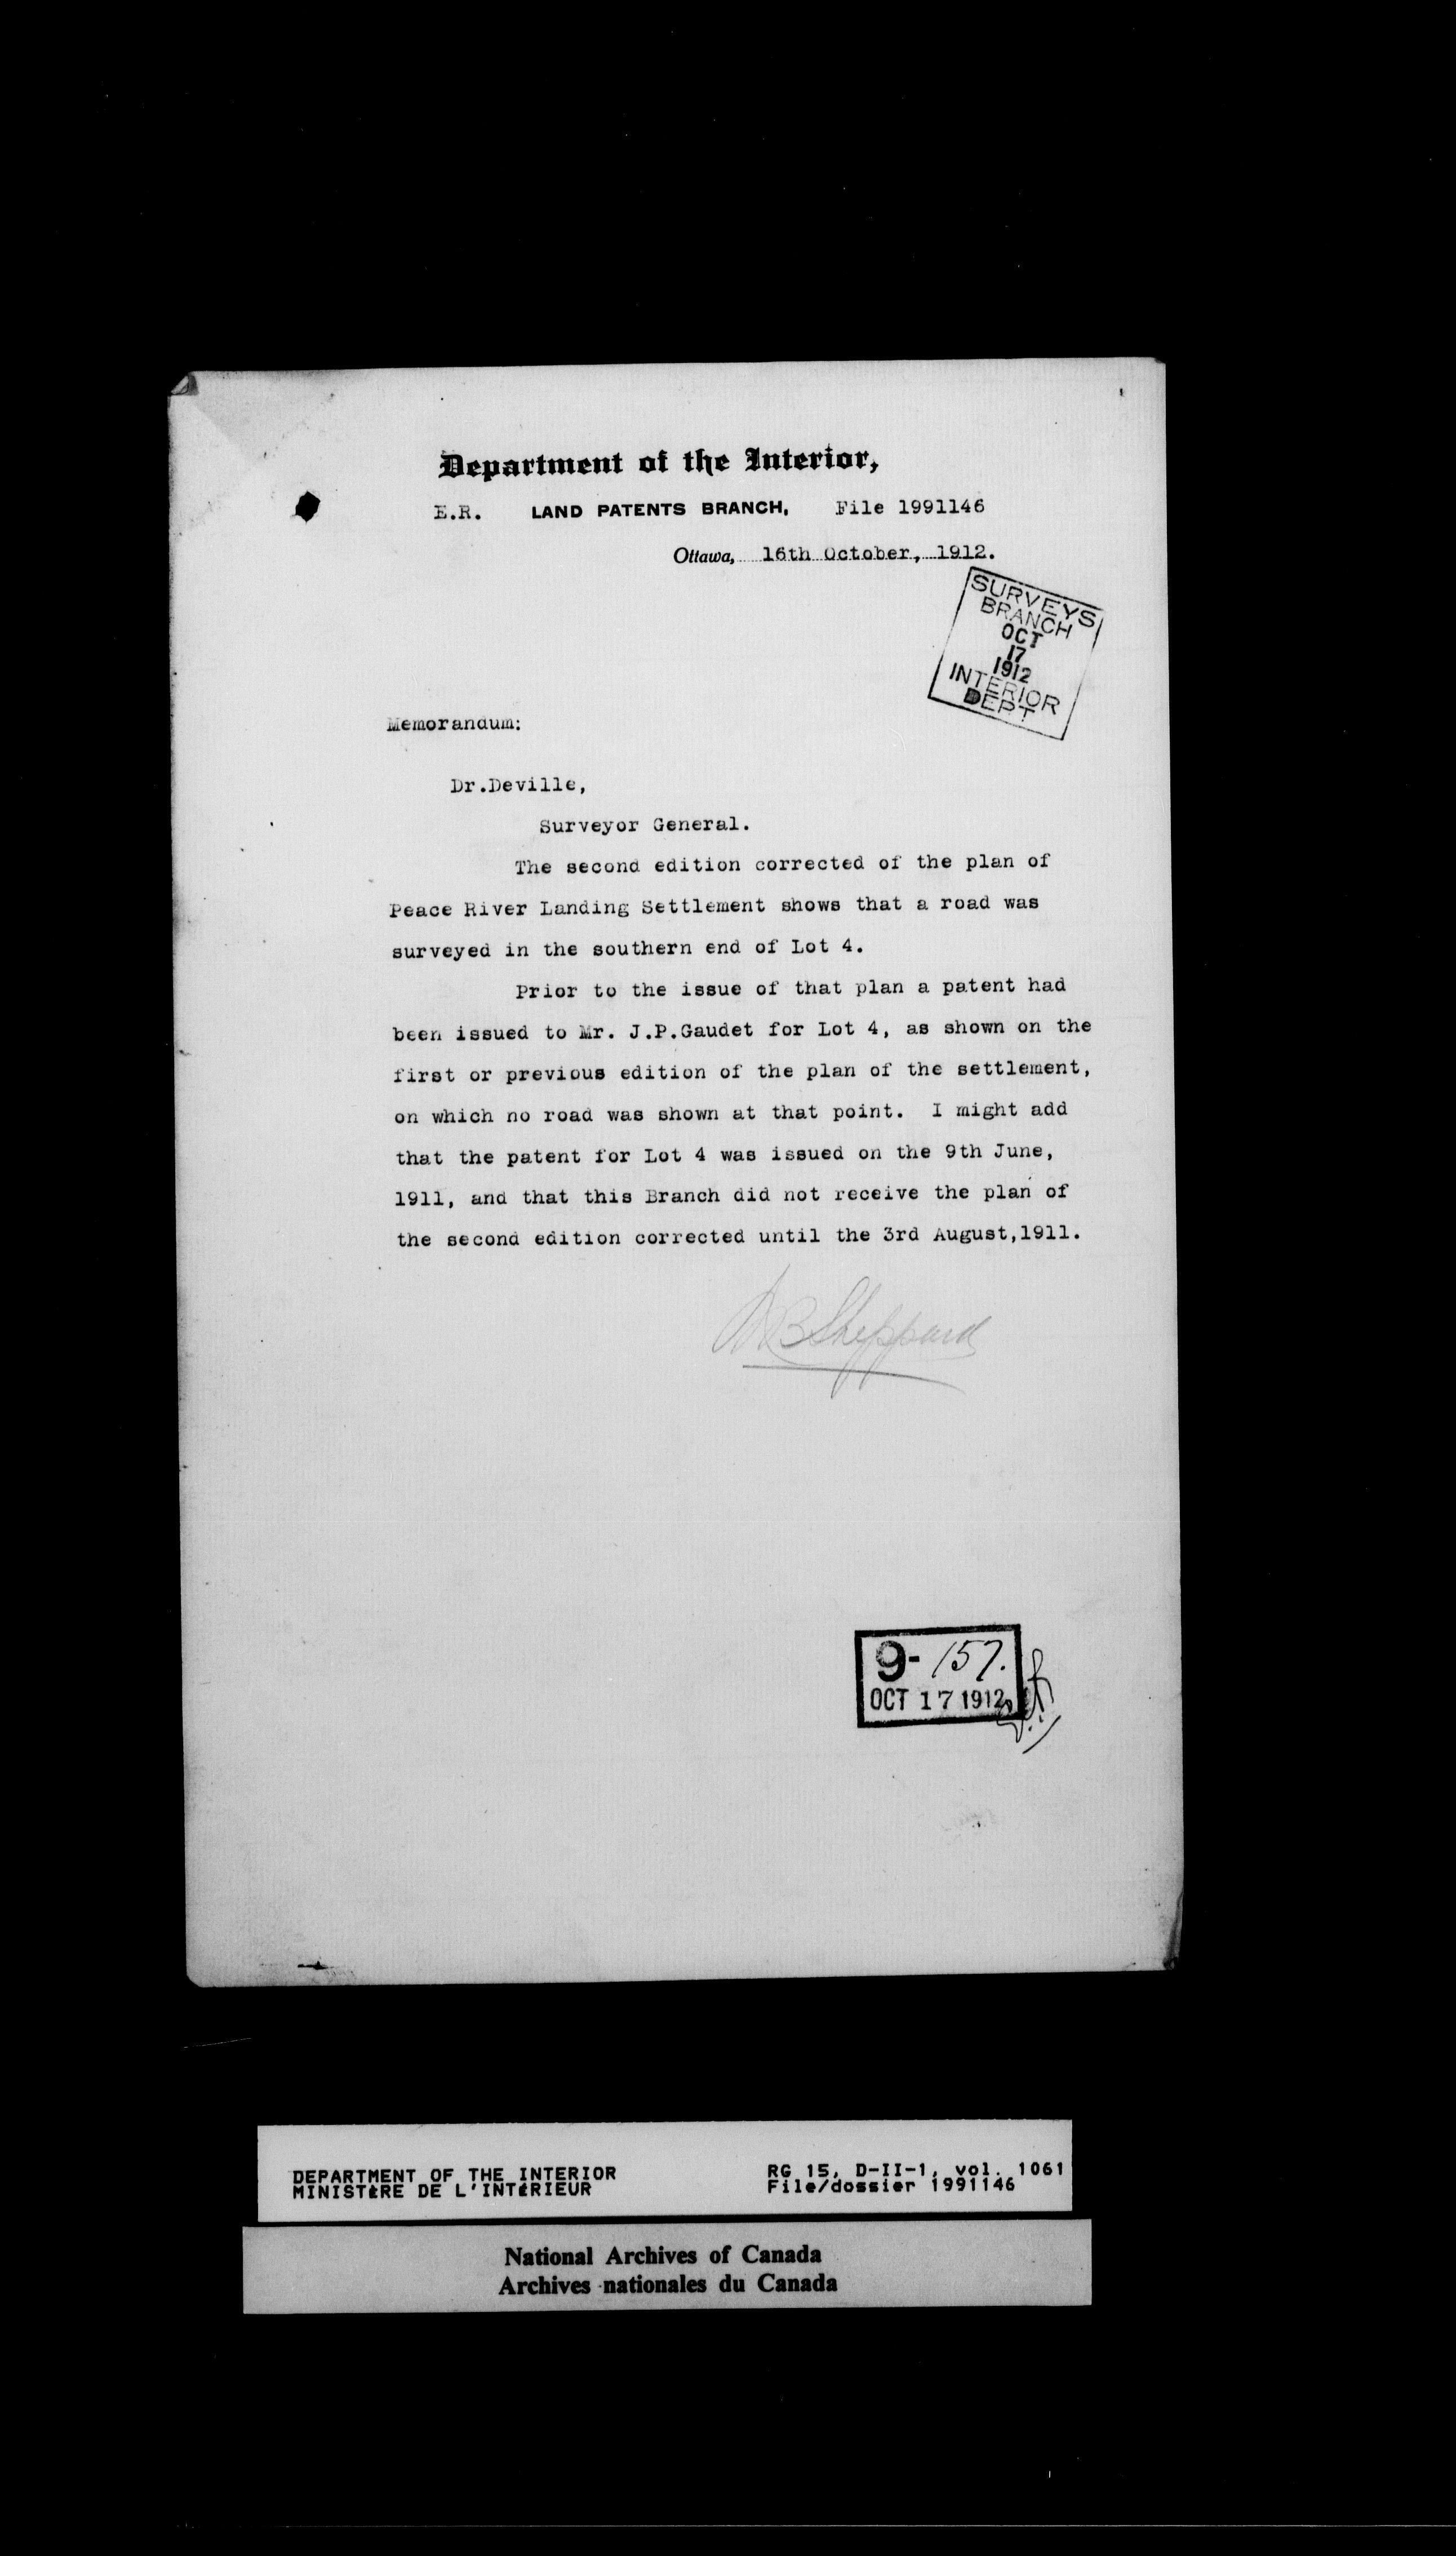 Department of the Interior,
E.R. LAND PATENTS BRANCH, File 1991146
Ottawa, 16th October, 1912.
SURVEYS
BRANCH
OCT
17
1912
INTERIOR
DEPT
Memorandum:
Dr.Deville,
Surveyor General.
The second edition corrected of the plan of
Peace River Landing Settlement shows that a road was
surveyed in the southern end of Lot 4.
Prior to the issue of that plan a patent had
been issued to Mr. J.P.Gaudet for Lot 4, as shown on the
first or previous edition of the plan of the settlement,
on which no road was shown at that point. I might add
that the patent for Lot 4 was issued on the 9th June,
1911, and that this Branch did not receive the plan of
the second edition corrected until the 3rd August,1911.
Sheppard
9-157.
OCT 17 1912
DEPARTMENT OF THE INTERIOR RG 15, D-II-1, vol. 1061
MINISTÈRE DE L'INTÉRIEUR File/dossier 1991146
National Archives of Canada
Archives nationales du Canada